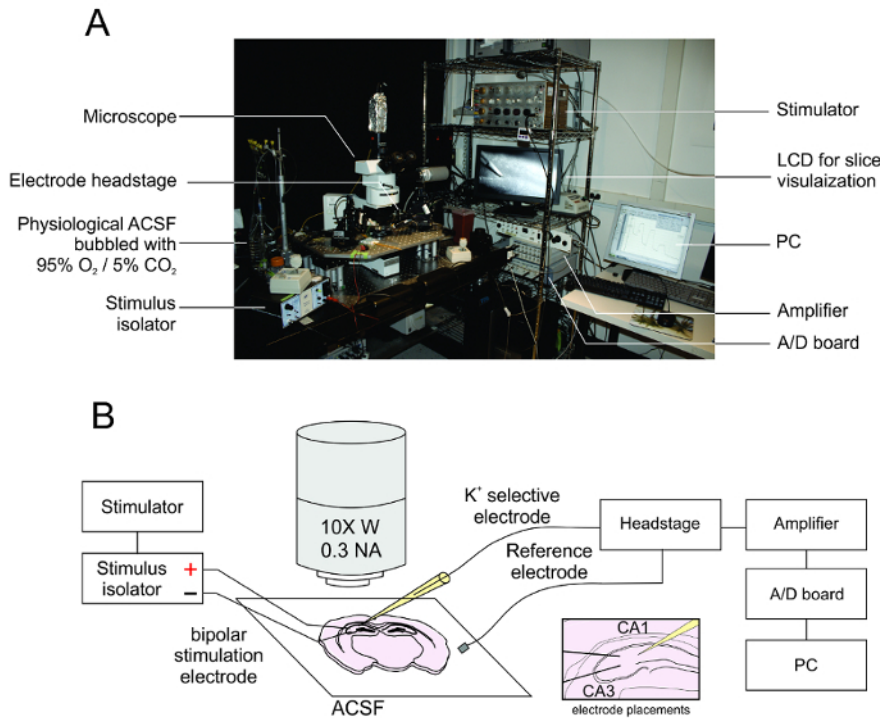 A
Microscope
Electrode headstage
Physiological ACSF
bubbled with
95% O₂ / 5% CO₂
Stimulus
isolator
Stimulator
LCD for slice
visulaization
PC
Amplifier
A/D board
B
Stimulator
Stimulus
isolator
+
−
bipolar
stimulation
electrode
10X W
0.3 NA
ACSF
K⁺ selective
electrode
Reference
electrode
Headstage
Amplifier
A/D board
PC
CA1
CA3
electrode placements